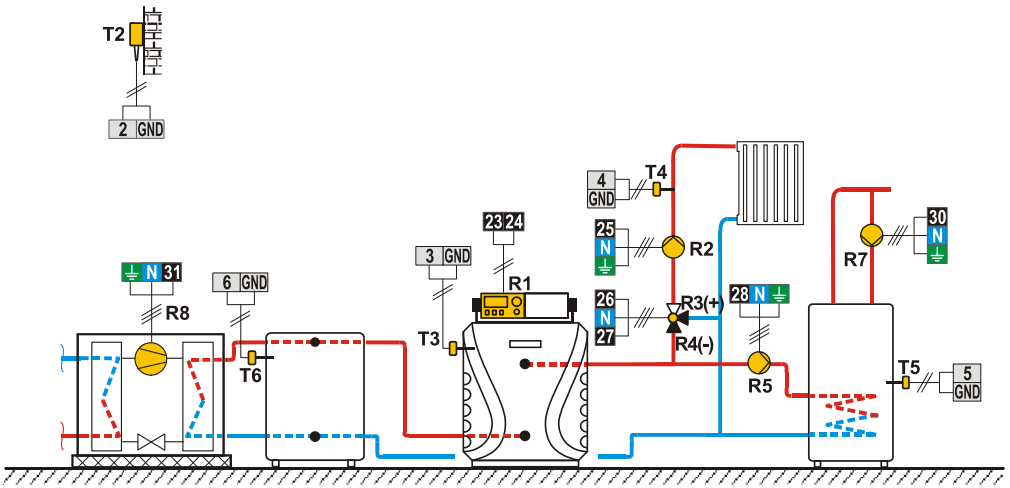 T2
2 GND
4
GND
T4
23 24
25
N
R2
30
N
R7
3 GND
R1
N 31
R8
6 GND
26
N
27
R3(+)
R4(-)
28 N
T3
T6
R5
T5
5
GND